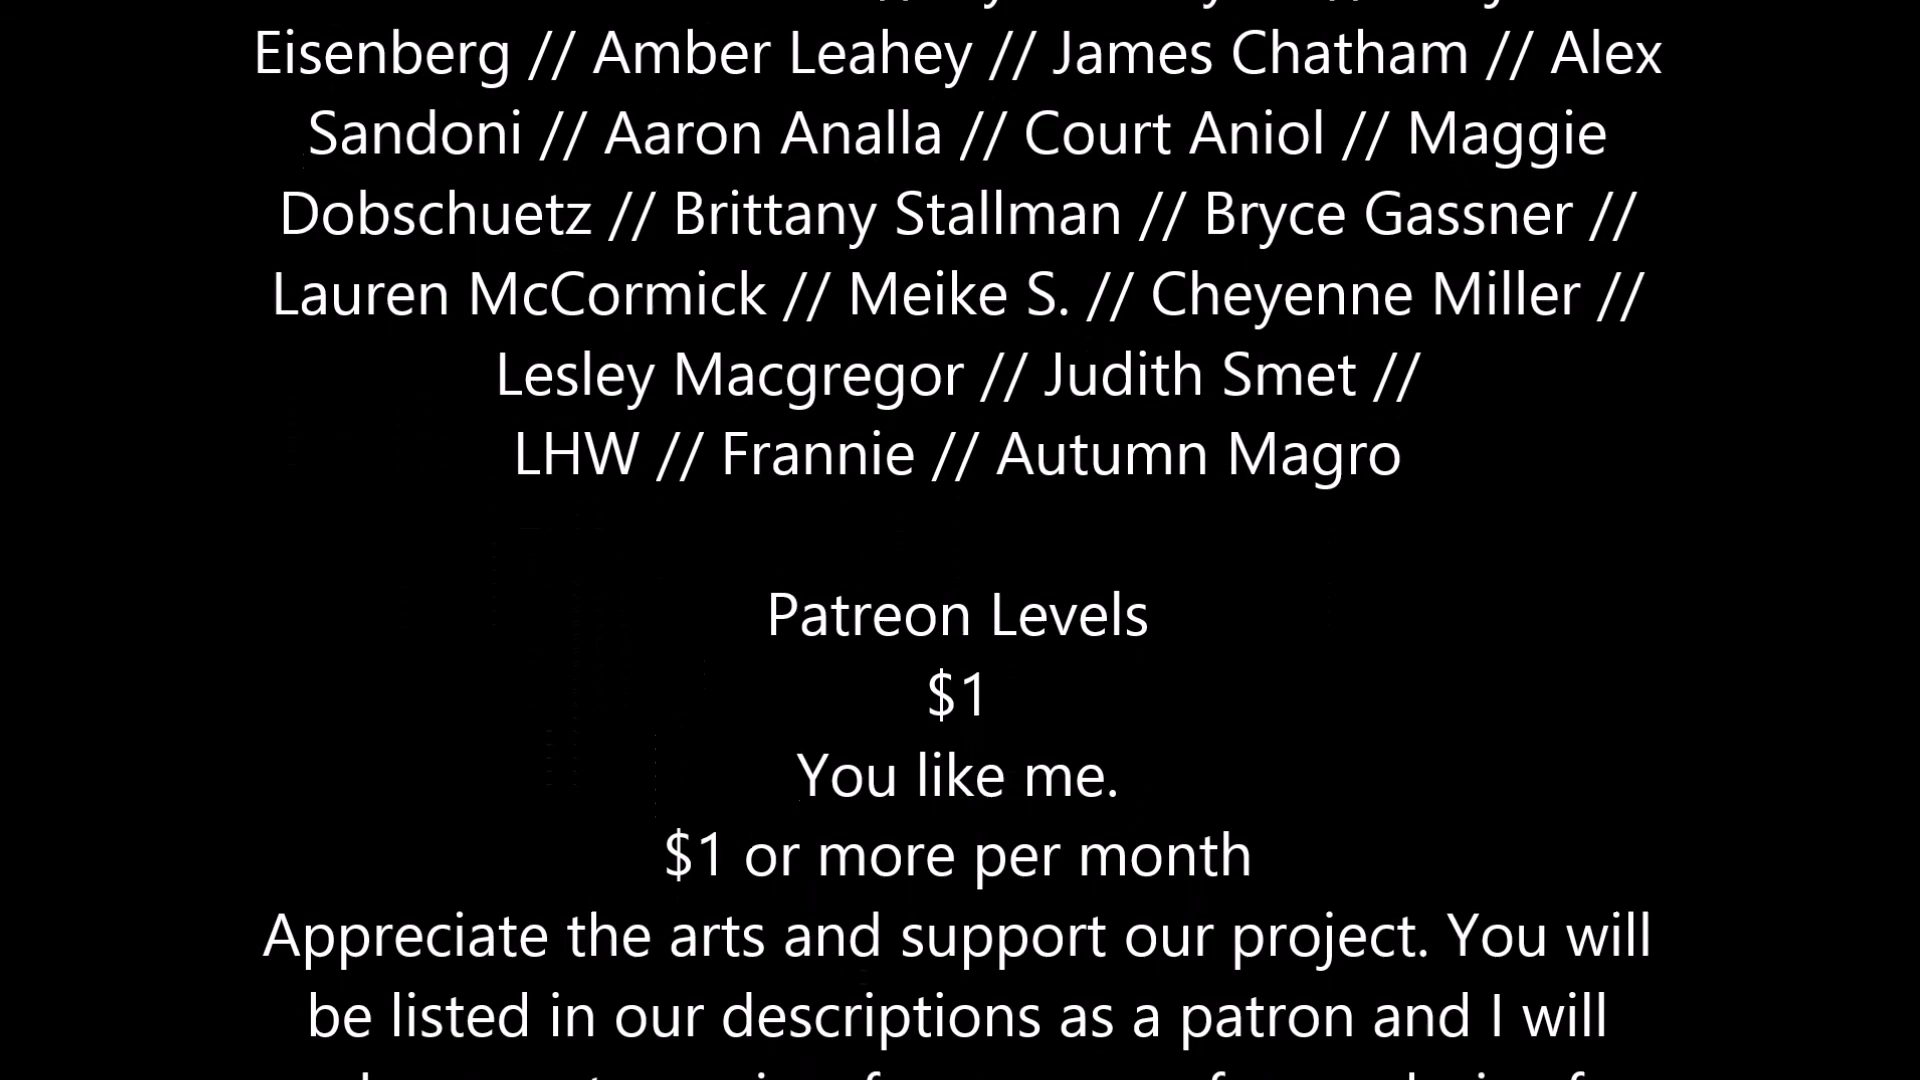 Eisenberg // Amber Leahey // James Chatham // Alex
Sandoni // Aaron Analla // Court Aniol // Maggie
Dobschuetz // Brittany Stallman // Bryce Gassner //
Lauren McCormick // Meike S. // Cheyenne Miller //
Lesley Macgregor // Judith Smet //
LHW // Frannie // Autumn Magro
Patreon Levels
$1
You like me.
$1 or more per month
Appreciate the arts and support our project. You will
be listed in our descriptions as a patron and I will